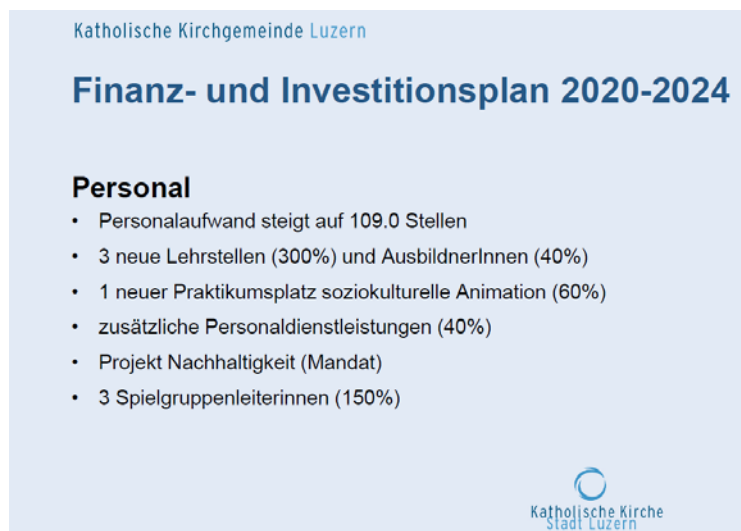 Katholische Kirchgemeinde Luzern
Finanz- und Investitionsplan 2020-2024
Personal
• Personalaufwand steigt auf 109.0 Stellen
• 3 neue Lehrstellen (300%) und AusbildnerInnen (40%)
• 1 neuer Praktikumsplatz soziokulturelle Animation (60%)
• zusätzliche Personaldienstleistungen (40%)
• Projekt Nachhaltigkeit (Mandat)
• 3 Spielgruppenleiterinnen (150%)
Katholische Kirche
Stadt Luzern